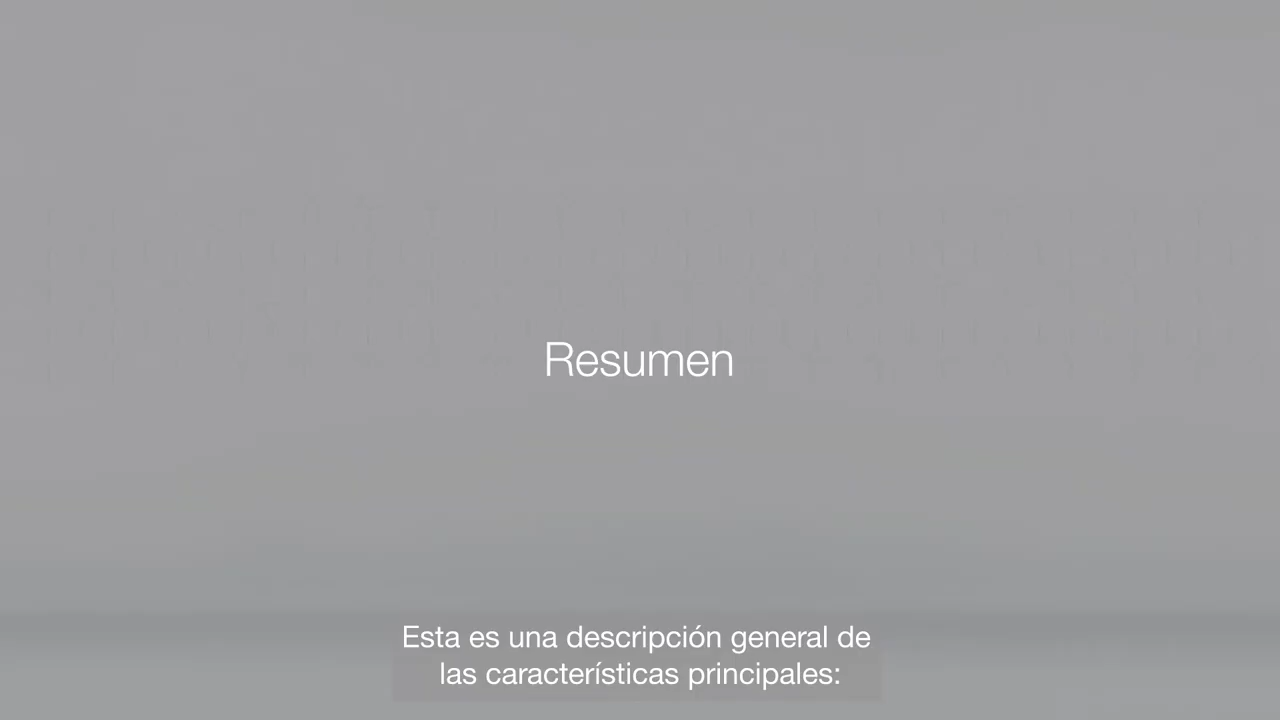 Resumen
Esta es una descripción general de
las características principales: